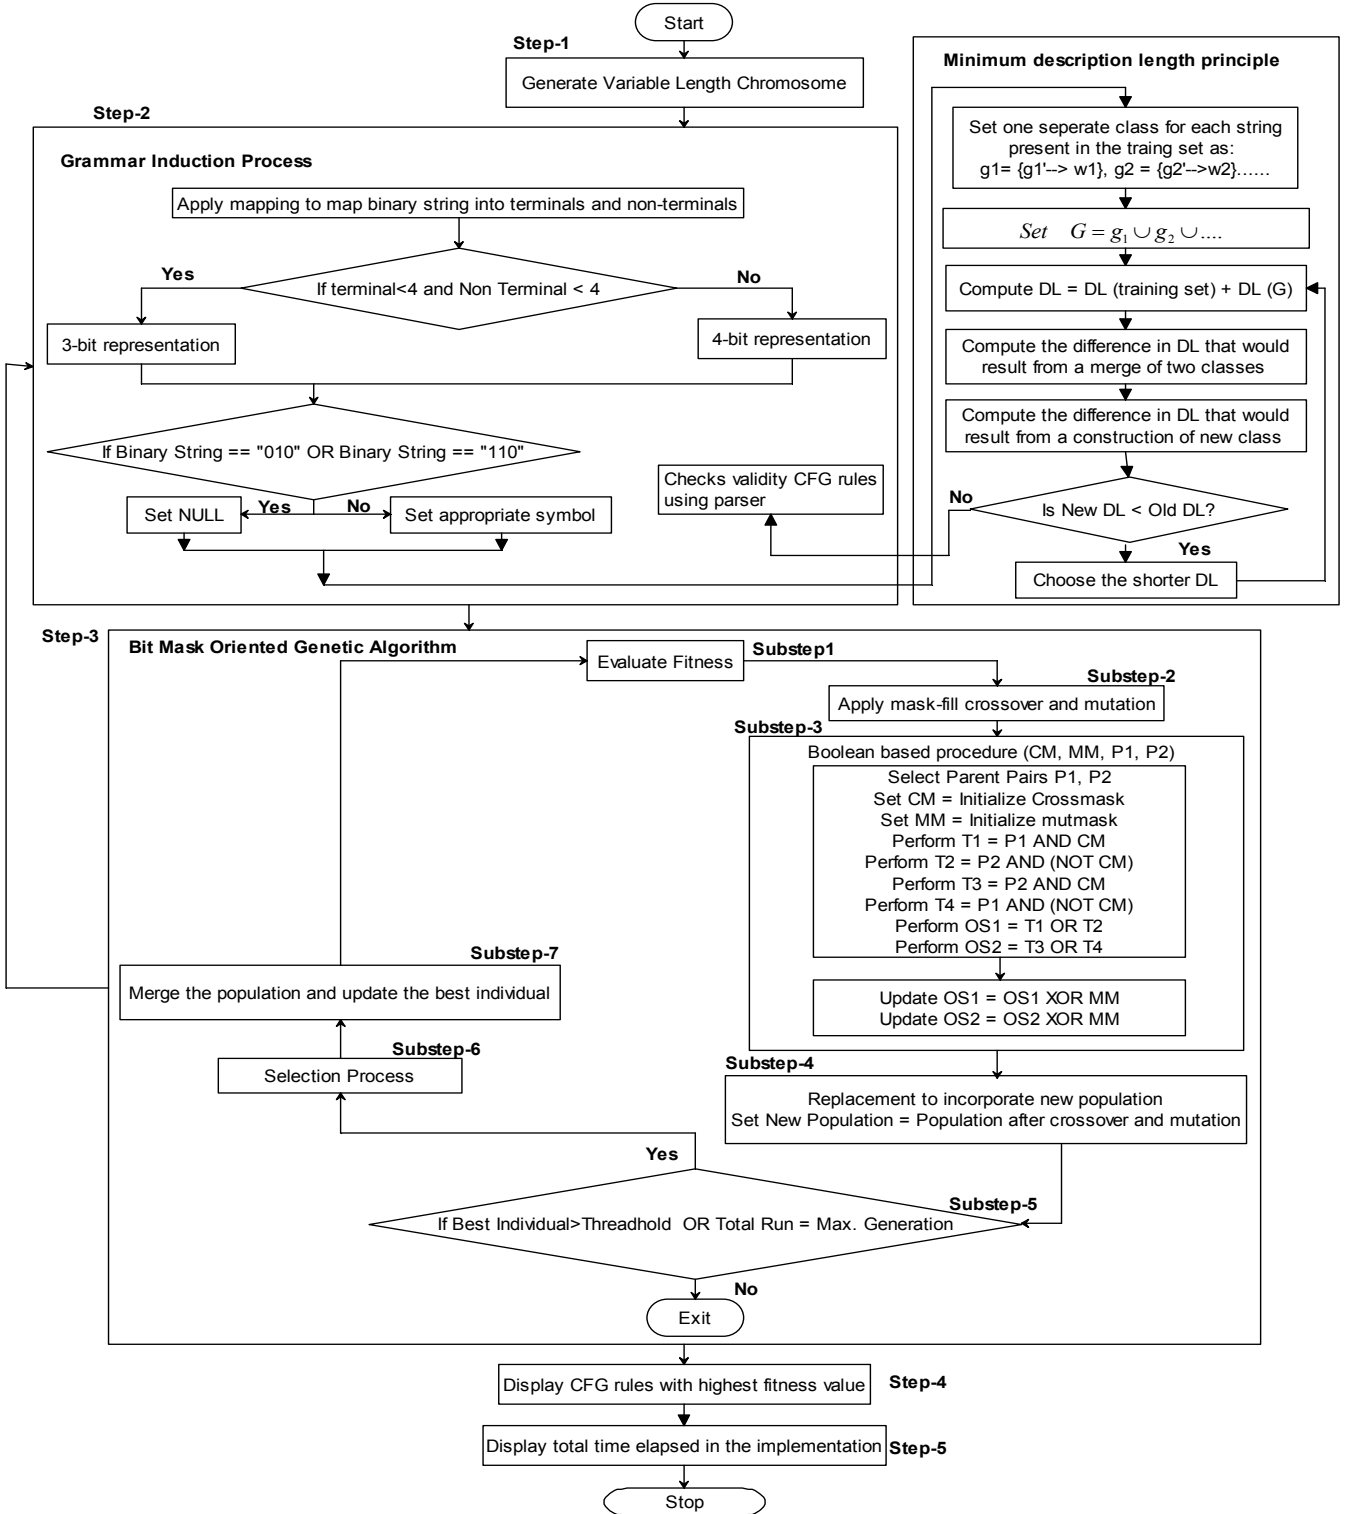 Start
Step-1
Generate Variable Length Chromosome
Step-2
Grammar Induction Process
Apply mapping to map binary string into terminals and non-terminals
If terminal<4 and Non Terminal < 4
Yes
No
3-bit representation
4-bit representation
If Binary String == "010" OR Binary String == "110"
Yes
No
Set NULL
Set appropriate symbol
Checks validity CFG rules
using parser
Minimum description length principle
Set one seperate class for each string
present in the traing set as:
g1= {g1'--> w1}, g2 = {g2'-->w2}......
Set G = g₁ ∪ g₂ ∪ ....
Compute DL = DL (training set) + DL (G)
Compute the difference in DL that would
result from a merge of two classes
Compute the difference in DL that would
result from a construction of new class
No
Is New DL < Old DL?
Yes
Choose the shorter DL
Step-3
Bit Mask Oriented Genetic Algorithm
Evaluate Fitness
Substep1
Substep-2
Apply mask-fill crossover and mutation
Substep-3
Boolean based procedure (CM, MM, P1, P2)
Select Parent Pairs P1, P2
Set CM = Initialize Crossmask
Set MM = Initialize mutmask
Perform T1 = P1 AND CM
Perform T2 = P2 AND (NOT CM)
Perform T3 = P2 AND CM
Perform T4 = P1 AND (NOT CM)
Perform OS1 = T1 OR T2
Perform OS2 = T3 OR T4
Update OS1 = OS1 XOR MM
Update OS2 = OS2 XOR MM
Substep-4
Replacement to incorporate new population
Set New Population = Population after crossover and mutation
Substep-5
If Best Individual>Threadhold OR Total Run = Max. Generation
Yes
No
Substep-6
Selection Process
Substep-7
Merge the population and update the best individual
Exit
Display CFG rules with highest fitness value
Step-4
Display total time elapsed in the implementation
Step-5
Stop